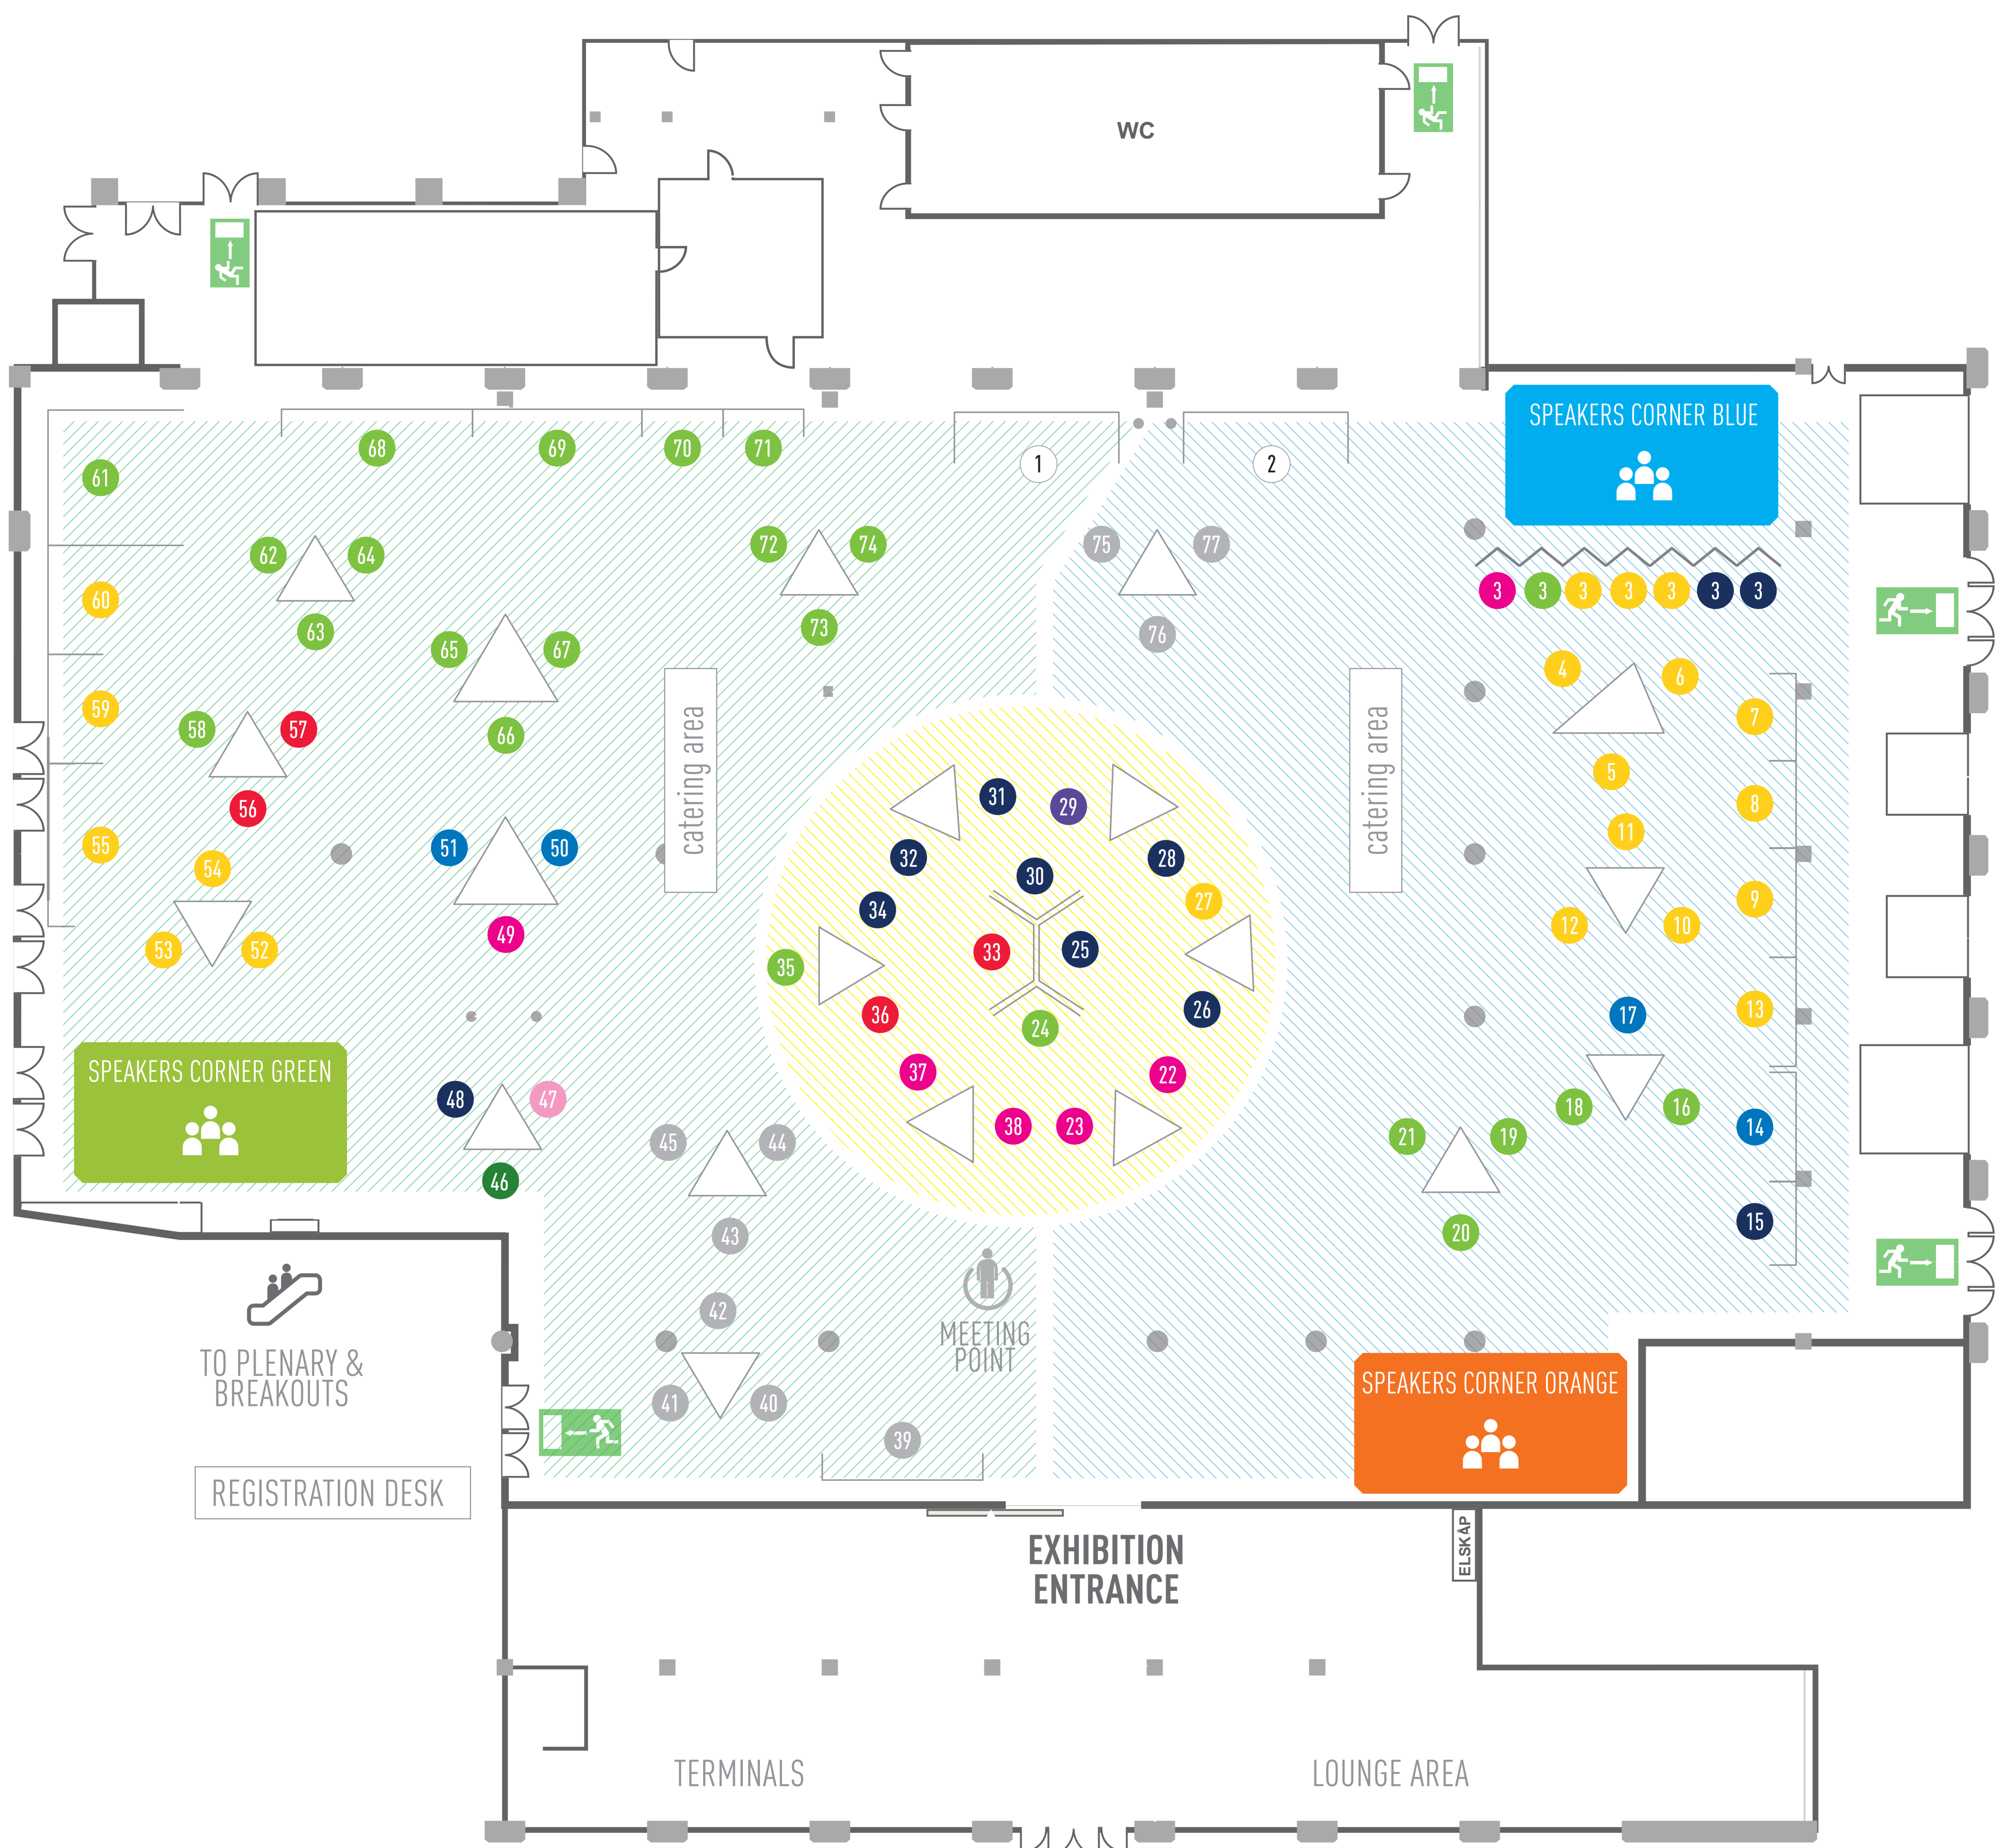 WC
SPEAKERS CORNER BLUE
68 69 70 71
1 2
61
72 74 75 77
62 64
3 3 3 3 3 3 3
60
63 73 76
65 67
4 6
59 7
58 57 66
catering area
catering area
5
31 29
56 8
11
55 51 50
54 32 28
30
27 9
34
49 12 10
53 52 33 25
35
26 13
36 17
24
SPEAKERS CORNER GREEN
37 22
48 47
18 16
38 23
14
45 44 21 19
46
15
43 20
42
MEETING
POINT
TO PLENARY &
BREAKOUTS
SPEAKERS CORNER ORANGE
41 40
39
REGISTRATION DESK
EXHIBITION
ENTRANCE
ELSKÅP
TERMINALS
LOUNGE AREA